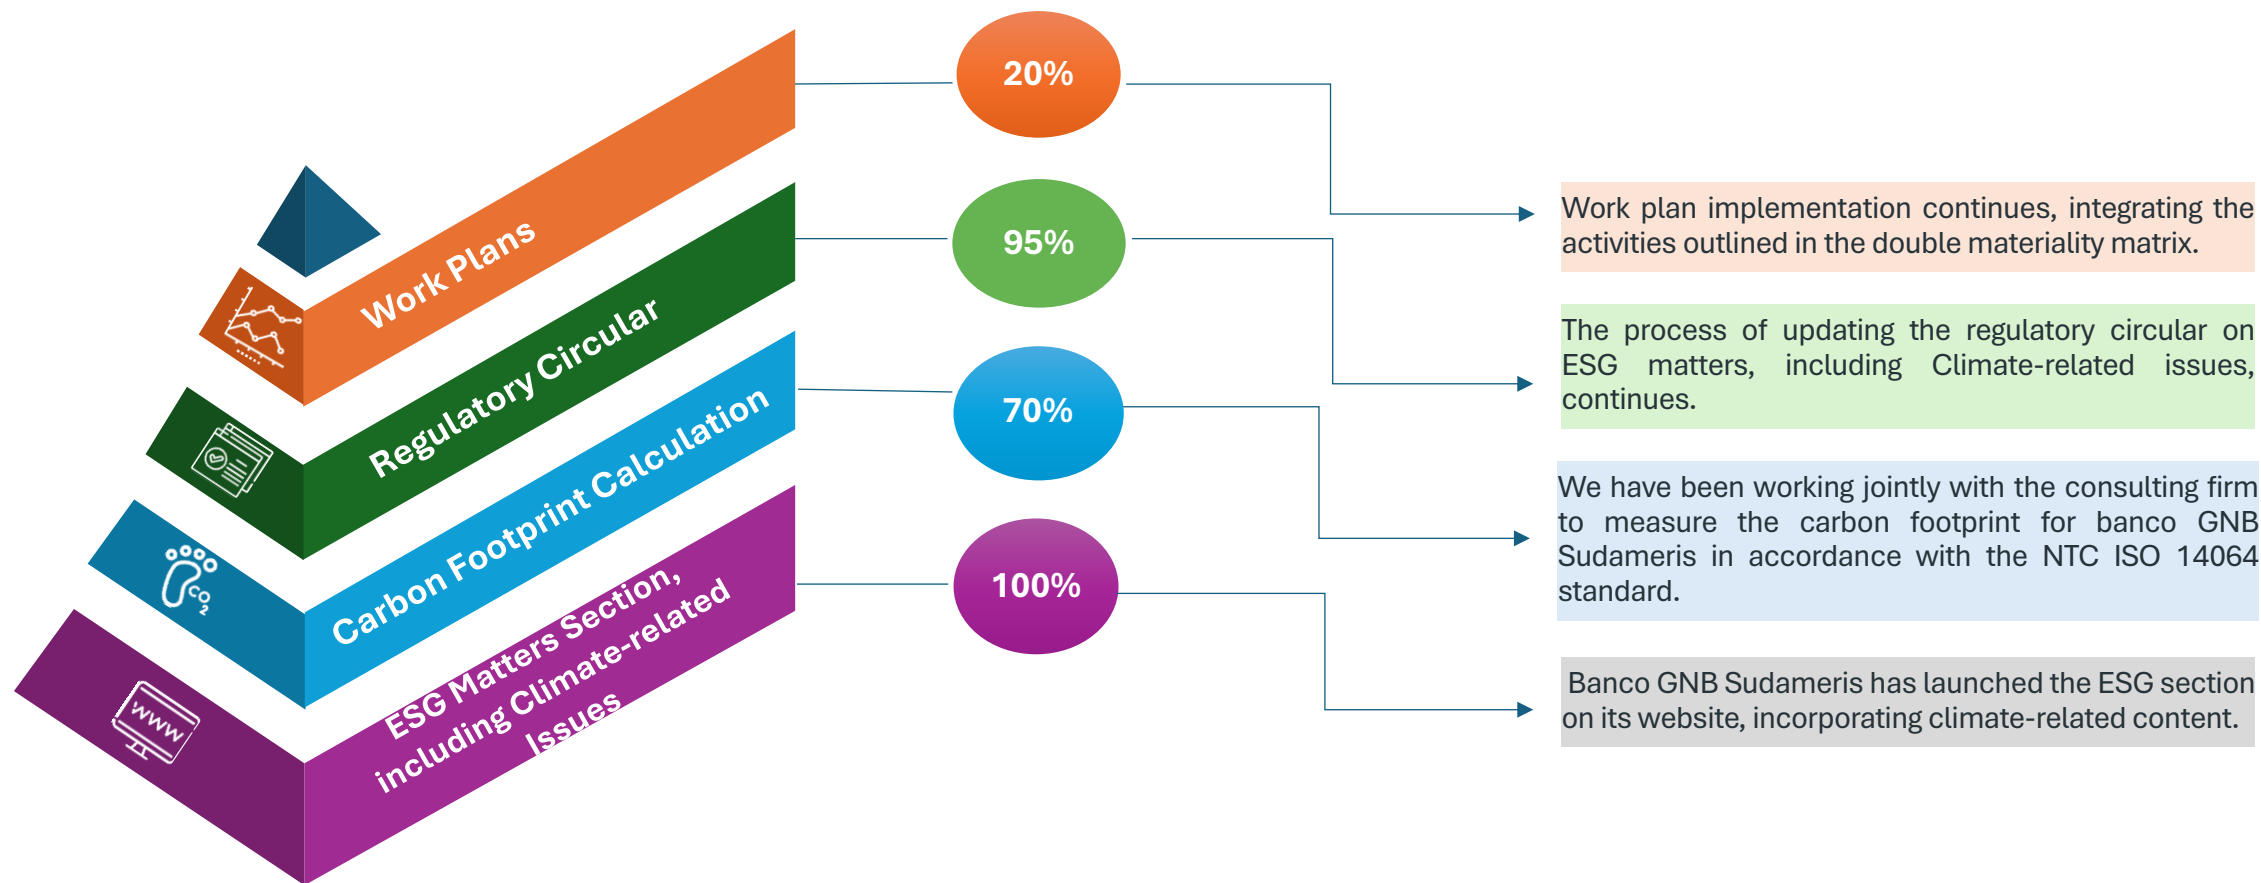 Work Plans
20%
Work plan implementation continues, integrating the
activities outlined in the double materiality matrix.
Regulatory Circular
95%
The process of updating the regulatory circular on
ESG matters, including Climate-related issues,
continues.
Carbon Footprint Calculation
CO2
70%
We have been working jointly with the consulting firm
to measure the carbon footprint for banco GNB
Sudameris in accordance with the NTC ISO 14064
standard.
ESG Matters Section,
including Climate-related
Issues
WWW
100%
Banco GNB Sudameris has launched the ESG section
on its website, incorporating climate-related content.